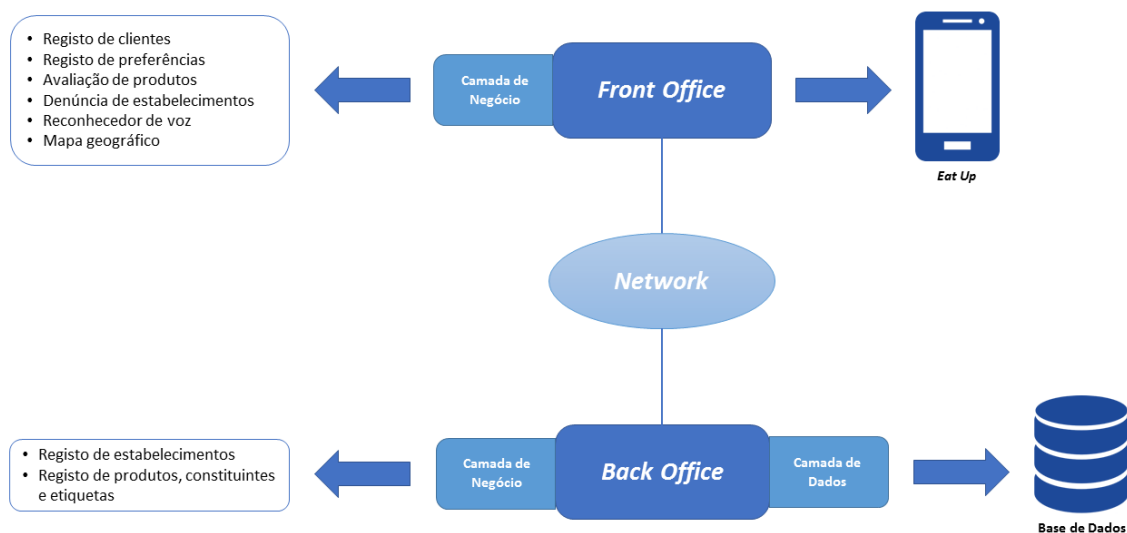 • Registo de clientes
• Registo de preferências
• Avaliação de produtos
• Denúncia de estabelecimentos
• Reconhecedor de voz
• Mapa geográfico
Camada de
Negócio
Front Office
Eat Up
Network
• Registo de estabelecimentos
• Registo de produtos, constituintes
e etiquetas
Camada de
Negócio
Back Office
Camada de
Dados
Base de Dados